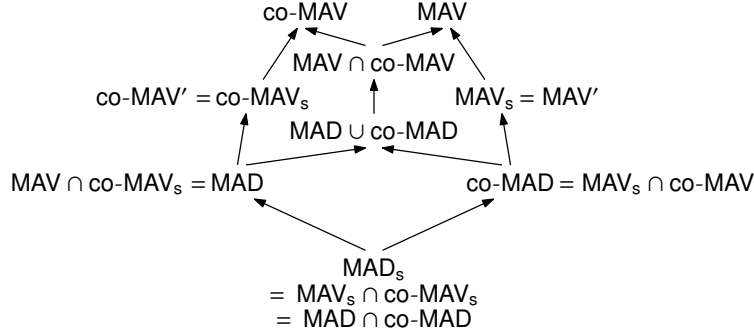 co-MAV MAV
MAV ∩ co-MAV
co-MAV′ = co-MAVₛ MAVₛ = MAV′
MAD ∪ co-MAD
MAV ∩ co-MAVₛ = MAD co-MAD = MAVₛ ∩ co-MAV
MADₛ
= MAVₛ ∩ co-MAVₛ
= MAD ∩ co-MAD